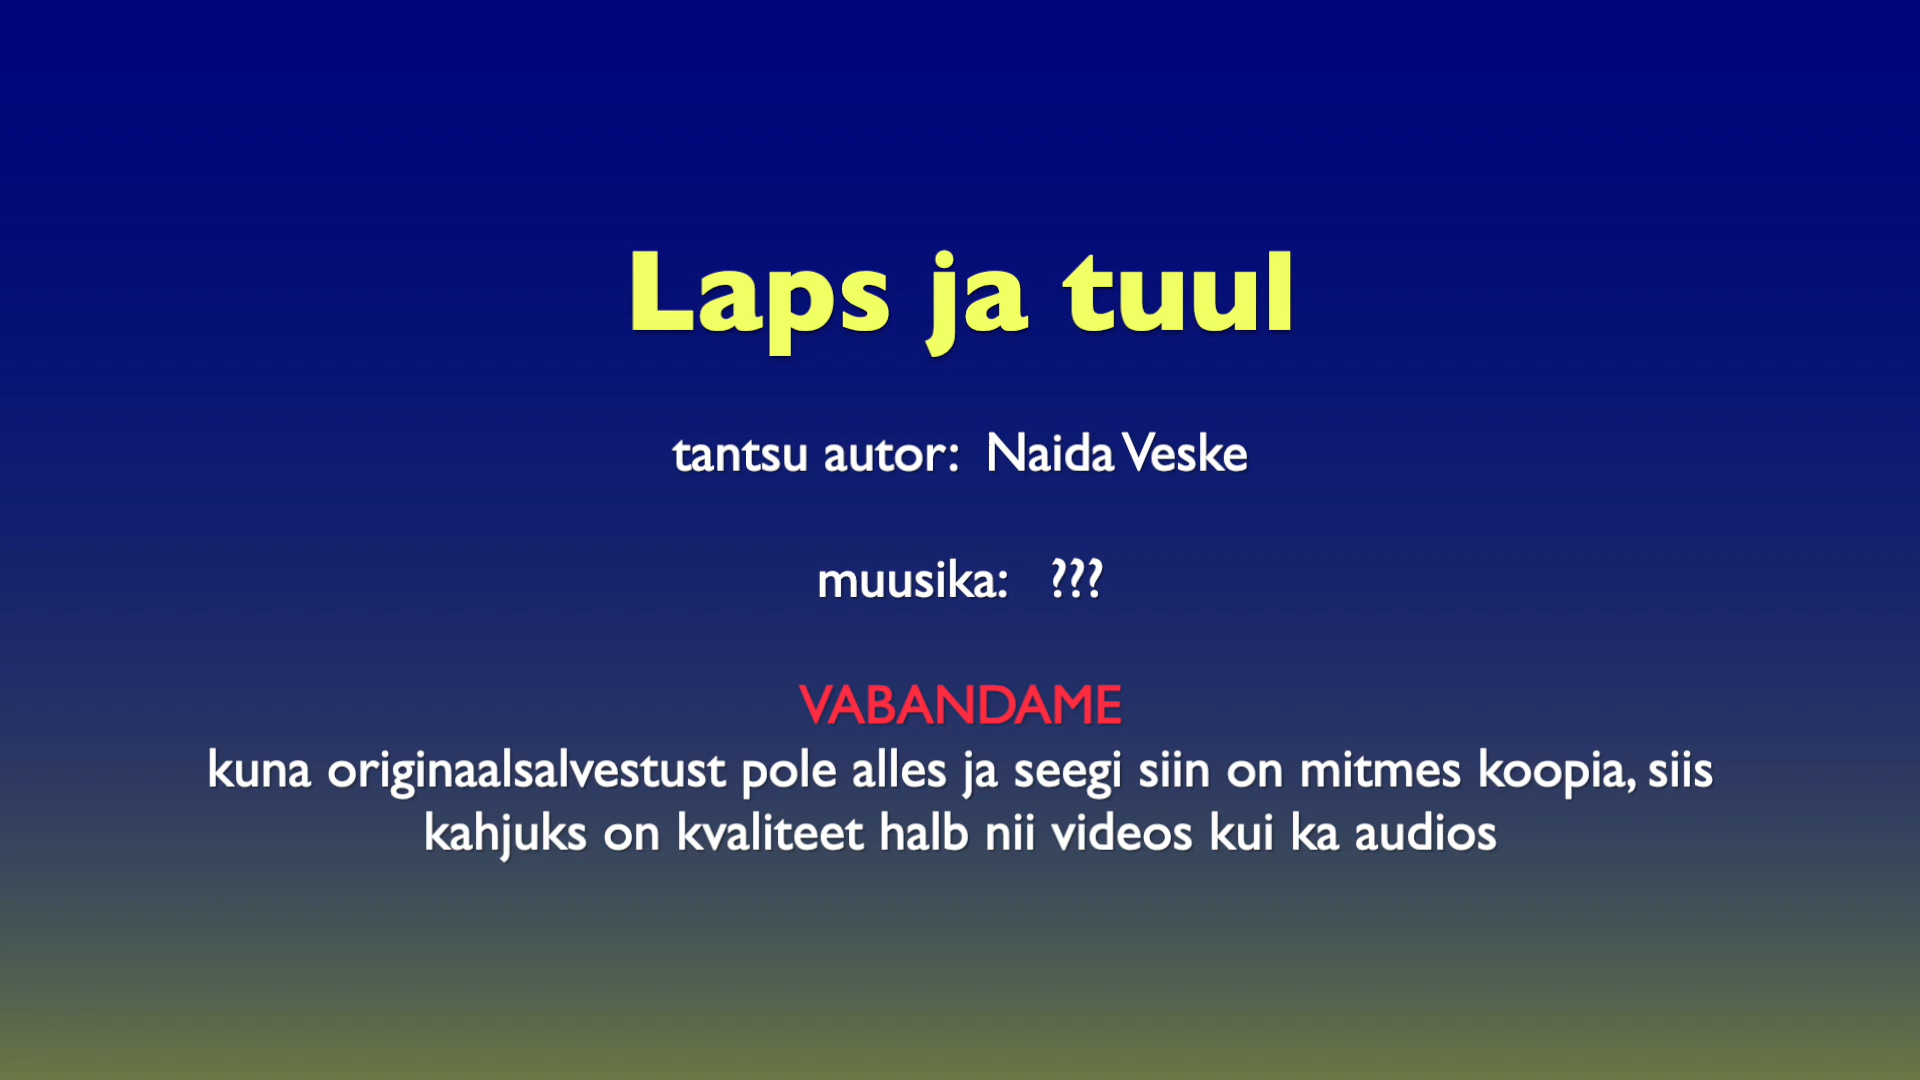 Laps ja tuul
tantsu autor: Naida Veske
muusika: ???
VABANDAME
kuna originaalsalvestust pole alles ja seegi siin on mitmes koopia, siis
kahjuks on kvaliteet halb nii videos kui ka audios